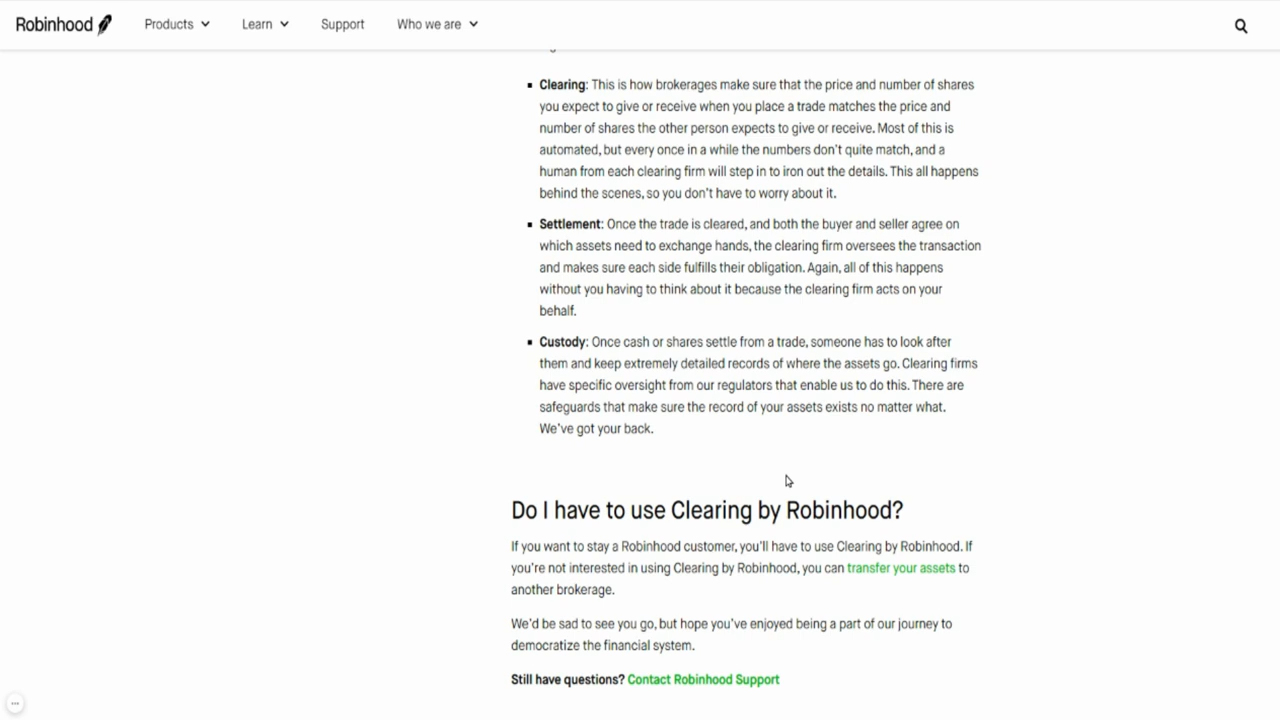 Robinhood Products Learn Support Who we are
Clearing: This is how brokerages make sure that the price and number of shares
you expect to give or receive when you place a trade matches the price and
number of shares the other person expects to give or receive. Most of this is
automated, but every once in a while the numbers don't quite match, and a
human from each clearing firm will step in to iron out the details. This all happens
behind the scenes, so you don't have to worry about it.
Settlement: Once the trade is cleared, and both the buyer and seller agree on
which assets need to exchange hands, the clearing firm oversees the transaction
and makes sure each side fulfills their obligation. Again, all of this happens
without you having to think about it because the clearing firm acts on your
behalf.
Custody: Once cash or shares settle from a trade, someone has to look after
them and keep extremely detailed records of where the assets go. Clearing firms
have specific oversight from our regulators that enable us to do this. There are
safeguards that make sure the record of your assets exists no matter what.
We've got your back.
Do I have to use Clearing by Robinhood?
If you want to stay a Robinhood customer, you'll have to use Clearing by Robinhood. If
you're not interested in using Clearing by Robinhood, you can transfer your assets to
another brokerage.
We'd be sad to see you go, but hope you've enjoyed being a part of our journey to
democratize the financial system.
Still have questions? Contact Robinhood Support